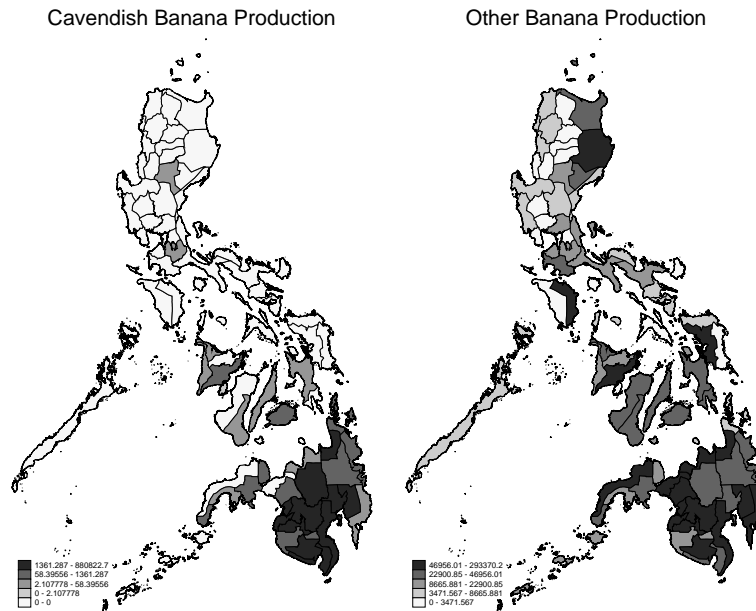 Cavendish Banana Production
Other Banana Production
1361.287 - 880822.7
58.39556 - 1361.287
2.107778 - 58.39556
0 - 2.107778
0 - 0
46956.01 - 293370.2
22900.85 - 46956.01
8665.881 - 22900.85
3471.567 - 8665.881
0 - 3471.567